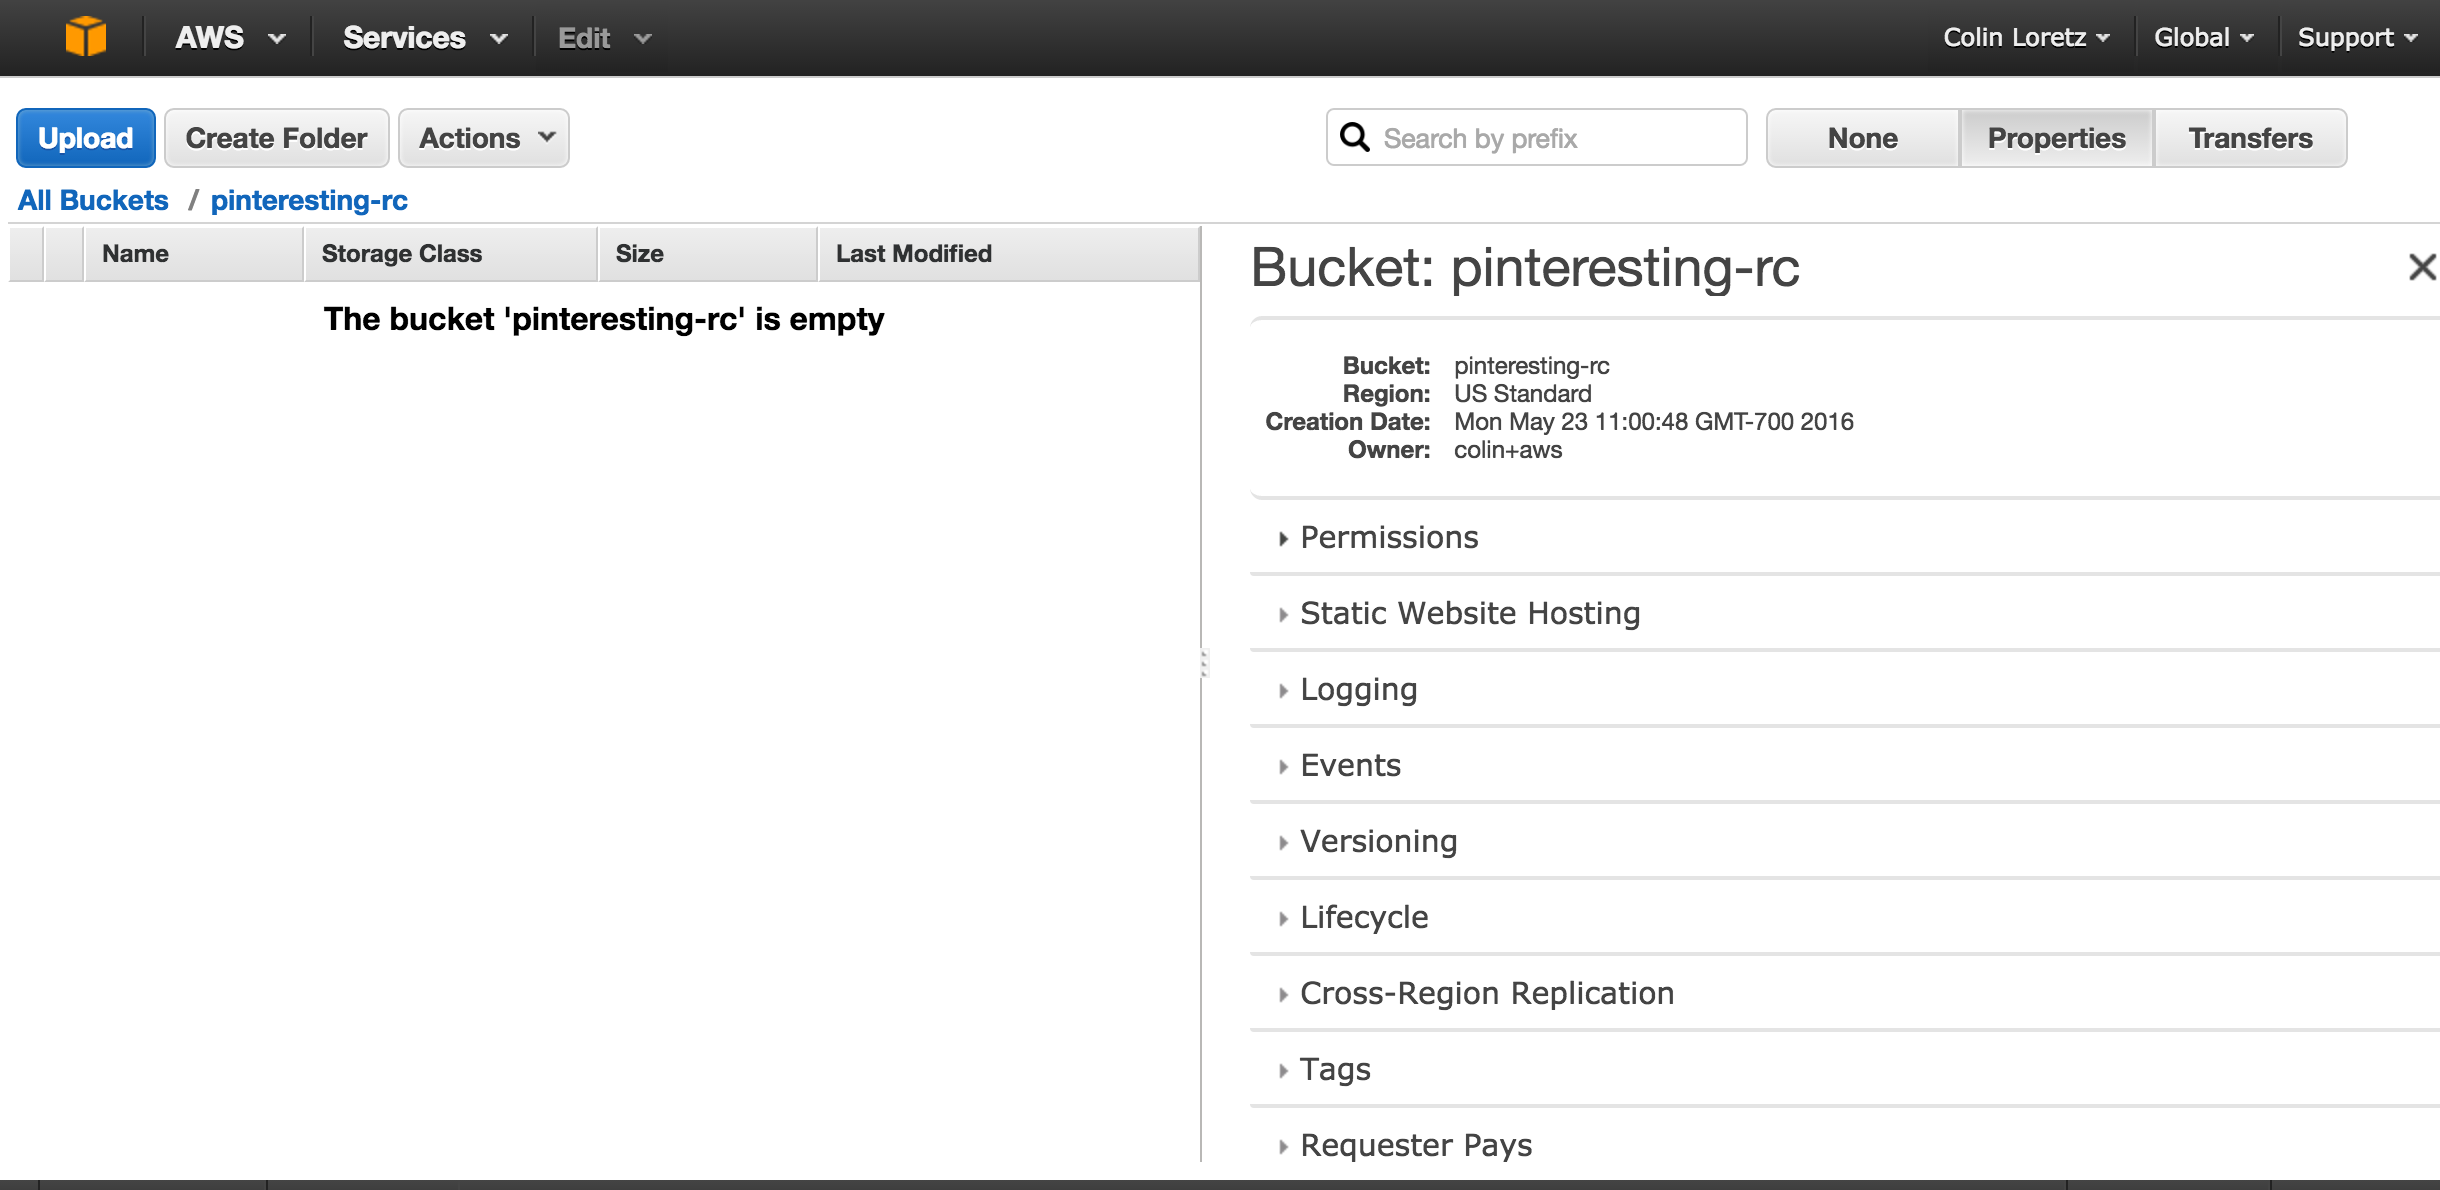 AWS Services Edit Colin Loretz Global Support
Upload Create Folder Actions Search by prefix None Properties Transfers
All Buckets / pinteresting-rc
Name Storage Class Size Last Modified
The bucket 'pinteresting-rc' is empty
Bucket: pinteresting-rc
Bucket: pinteresting-rc
Region: US Standard
Creation Date: Mon May 23 11:00:48 GMT-700 2016
Owner: colin+aws
Permissions
Static Website Hosting
Logging
Events
Versioning
Lifecycle
Cross-Region Replication
Tags
Requester Pays